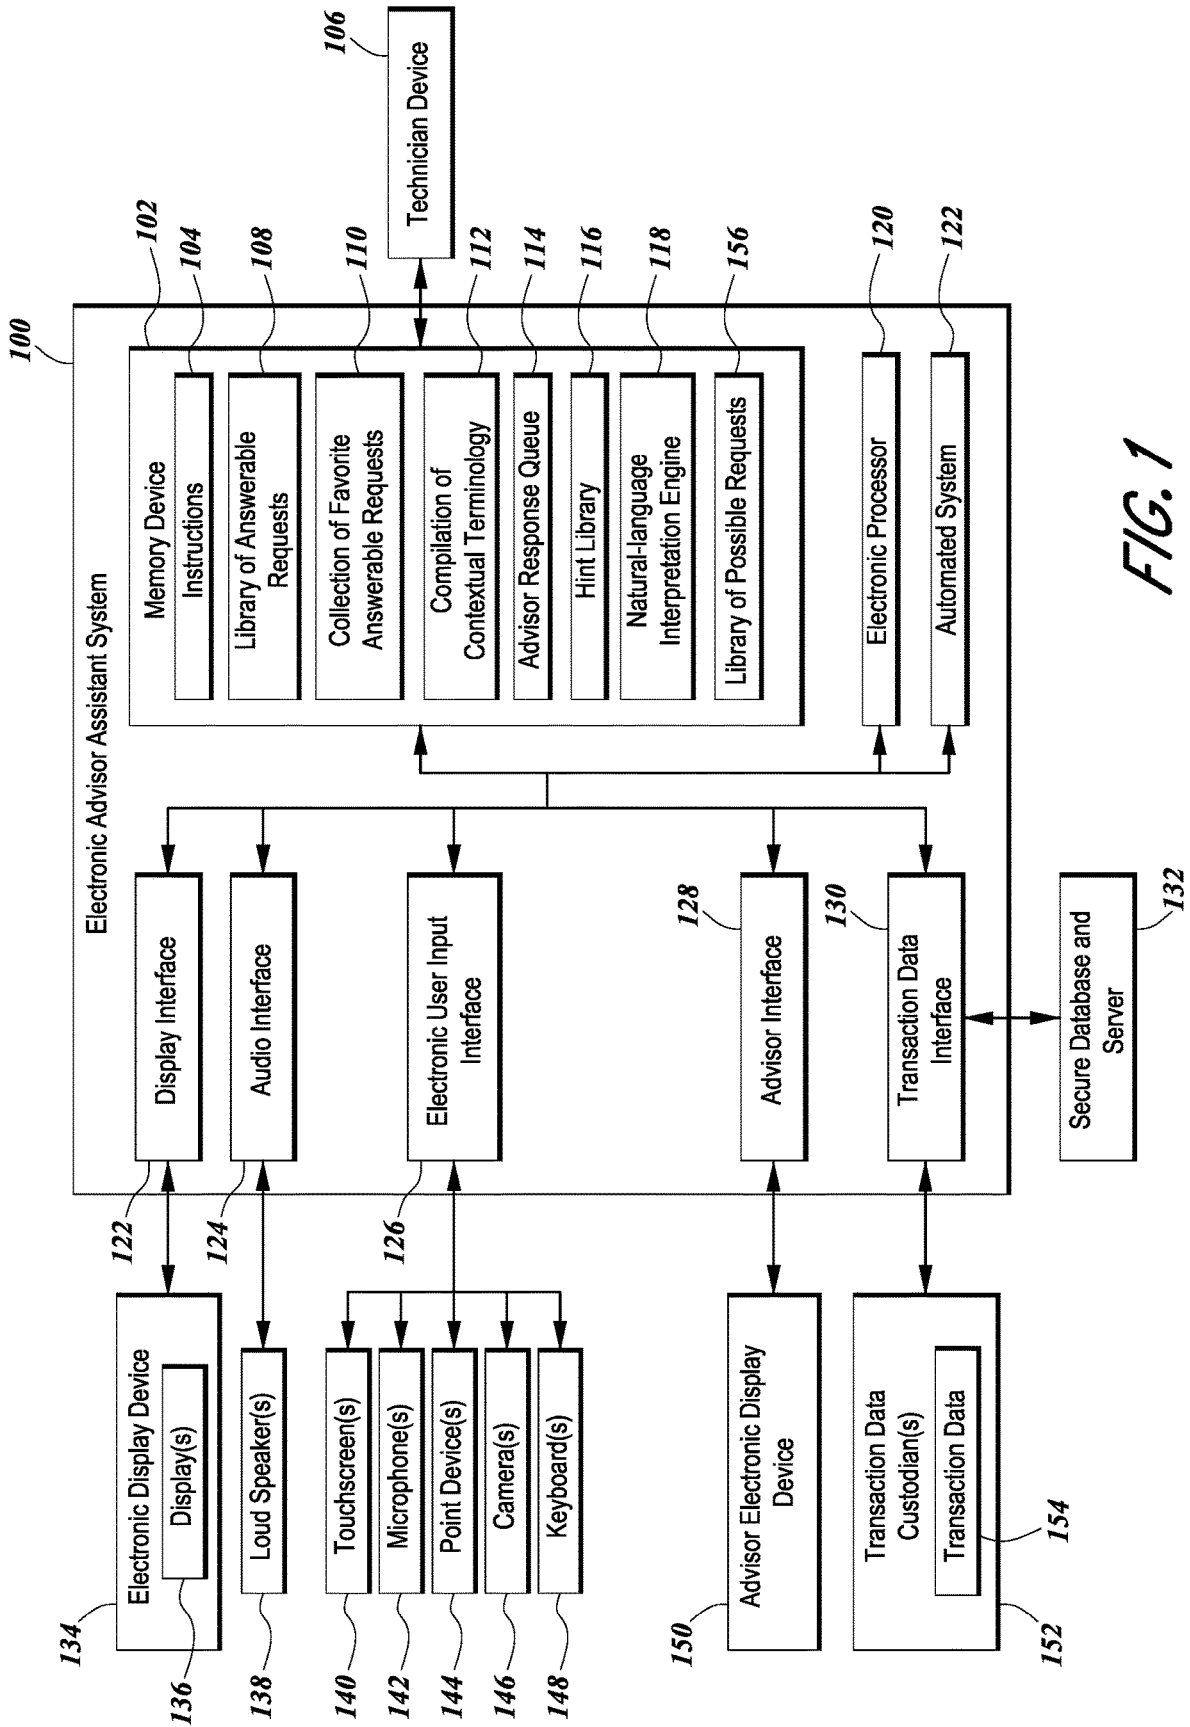 Electronic Advisor Assistant System
100
134
Electronic Display Device
Display(s)
136
Loud Speaker(s)
138
Touchscreen(s)
140
Microphone(s)
142
Point Device(s)
144
Camera(s)
146
Keyboard(s)
148
Advisor Electronic Display
Device
150
Transaction Data
Custodian(s)
Transaction Data
154
152
Display Interface
122
Audio Interface
124
Electronic User Input
Interface
126
Advisor Interface
128
Transaction Data
Interface
130
Secure Database and
Server
132
Memory Device
102
Instructions
104
Library of Answerable
Requests
108
Collection of Favorite
Answerable Requests
110
Compilation of
Contextual Terminology
112
Advisor Response Queue
114
Hint Library
116
Natural-language
Interpretation Engine
118
Library of Possible Requests
156
Electronic Processor
120
Automated System
122
Technician Device
106
FIG. 1